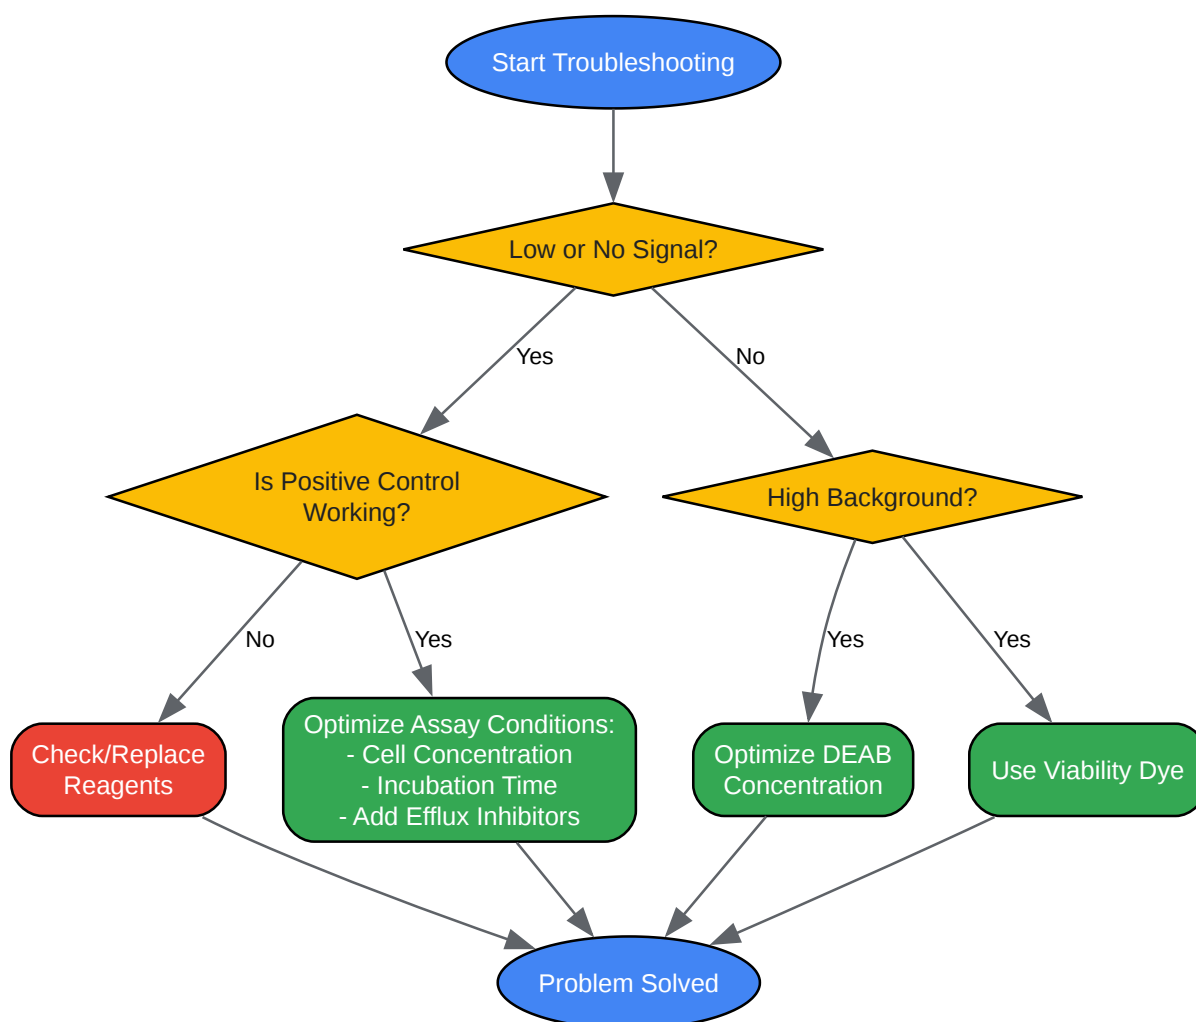 Start Troubleshooting
Low or No Signal?
Yes
No
Is Positive Control
Working?
High Background?
No
Yes
Yes
Yes
Check/Replace
Reagents
Optimize Assay Conditions:
- Cell Concentration
- Incubation Time
- Add Efflux Inhibitors
Optimize DEAB
Concentration
Use Viability Dye
Problem Solved